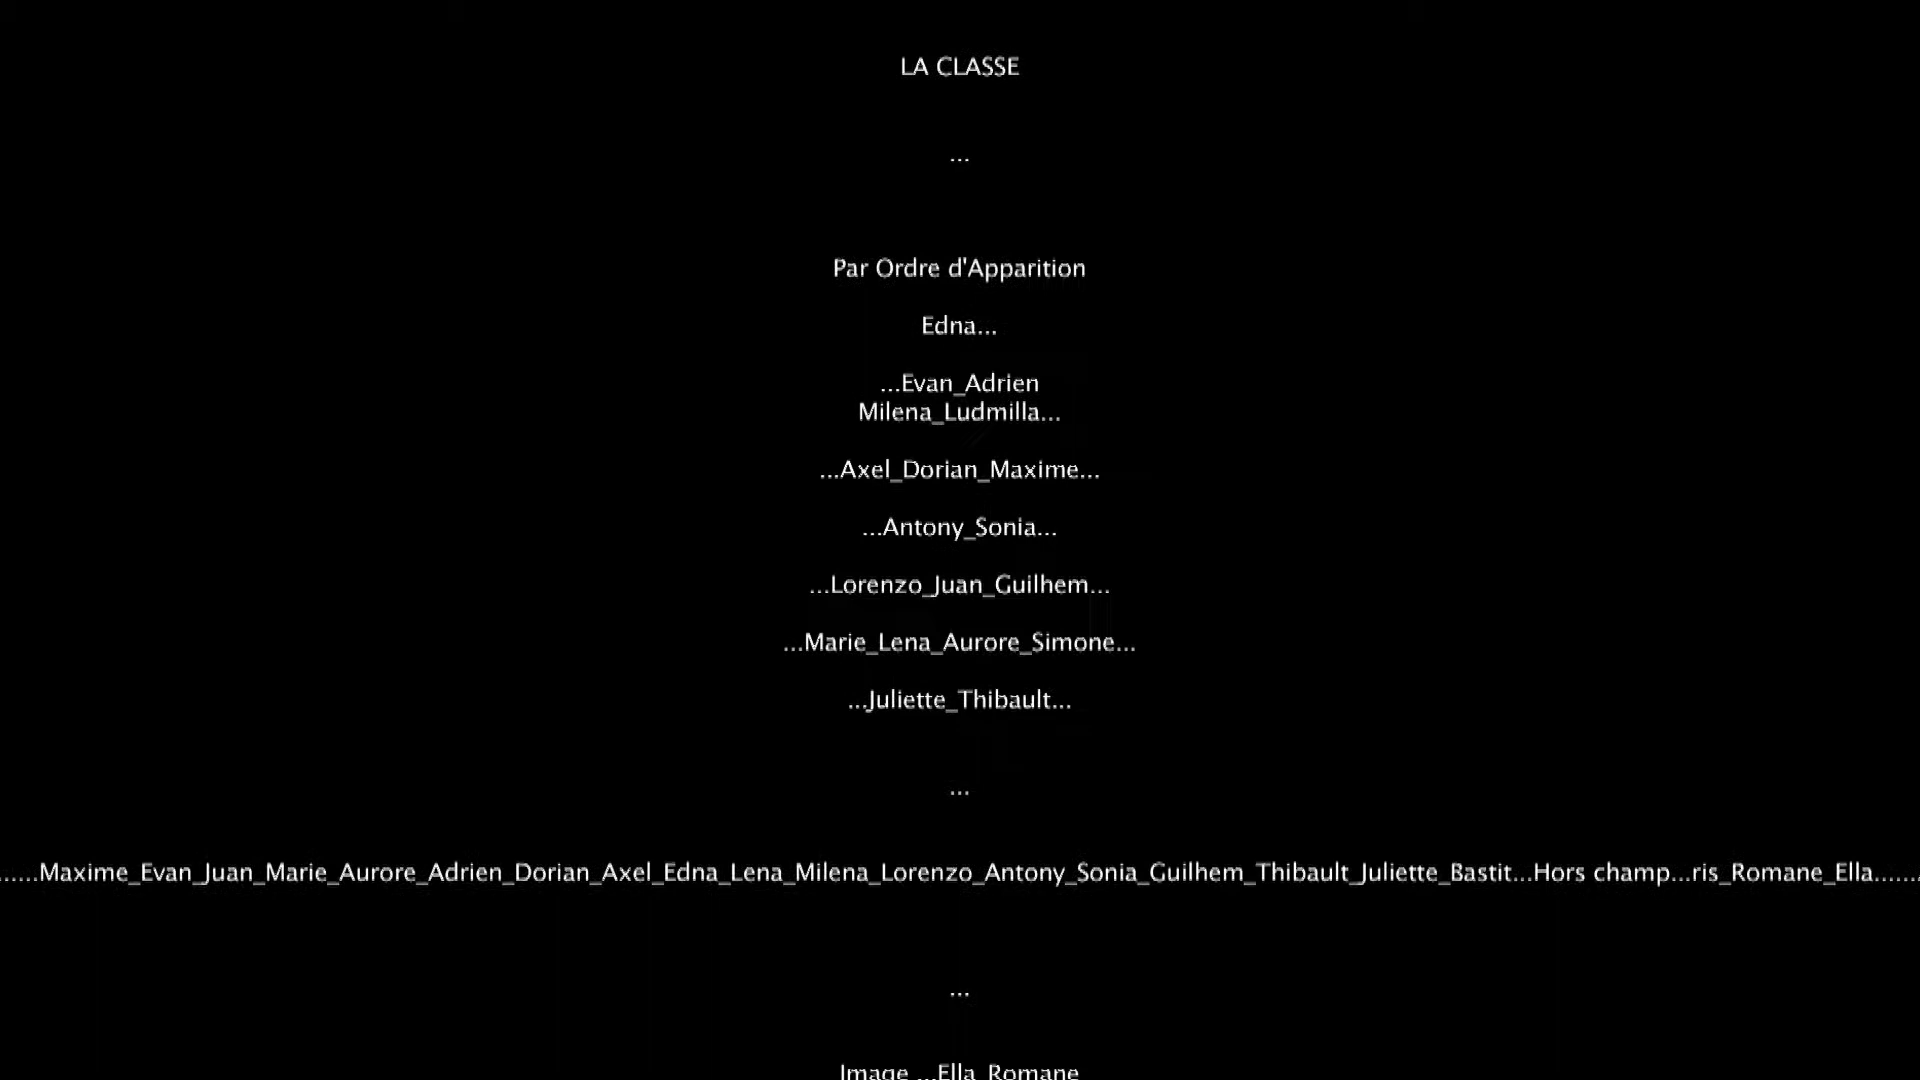 LA CLASSE
...
Par Ordre d'Apparition
Edna...
...Evan_Adrien
Milena_Ludmilla...
...Axel_Dorian_Maxime...
...Antony_Sonia...
...Lorenzo_Juan_Guilhem...
...Marie_Lena_Aurore_Simone...
...Juliette_Thibault...
...
......Maxime_Evan_Juan_Marie_Aurore_Adrien_Dorian_Axel_Edna_Lena_Milena_Lorenzo_Antony_Sonia_Guilhem_Thibault_Juliette_Bastit...Hors champ...ris_Romane_Ella.......
...
Image ...Ella_Romane